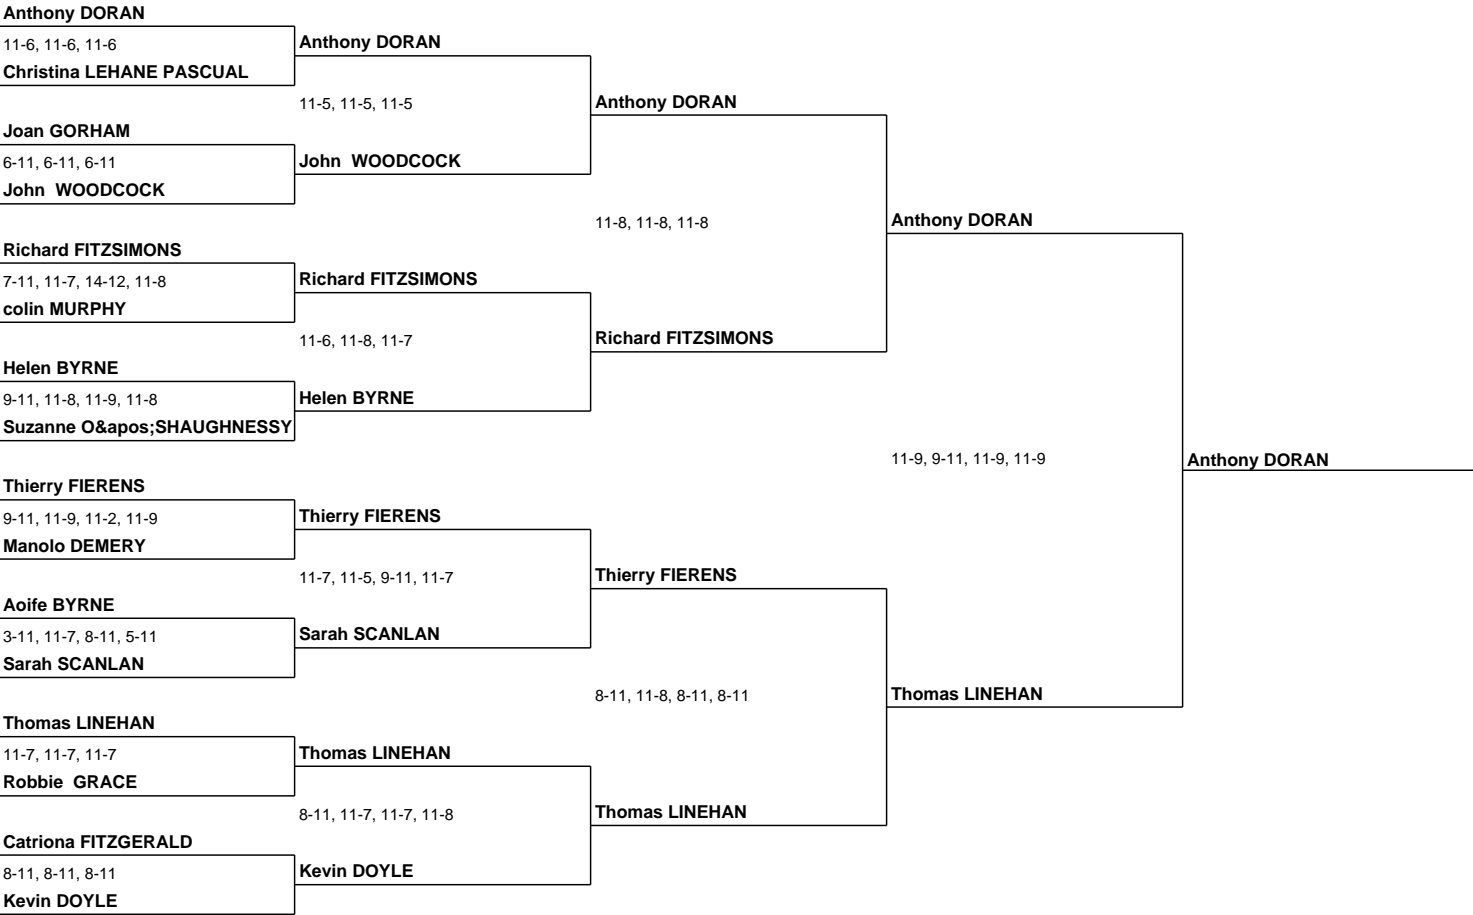 Anthony DORAN
11-6, 11-6, 11-6
Christina LEHANE PASCUAL
Joan GORHAM
6-11, 6-11, 6-11
John  WOODCOCK
Richard FITZSIMONS
7-11, 11-7, 14-12, 11-8
colin MURPHY
Helen BYRNE
9-11, 11-8, 11-9, 11-8
Suzanne O&apos;SHAUGHNESSY
Thierry FIERENS
9-11, 11-9, 11-2, 11-9
Manolo DEMERY
Aoife BYRNE
3-11, 11-7, 8-11, 5-11
Sarah SCANLAN
Thomas LINEHAN
11-7, 11-7, 11-7
Robbie  GRACE
Catriona FITZGERALD
8-11, 8-11, 8-11
Kevin DOYLE
Anthony DORAN
11-5, 11-5, 11-5
John  WOODCOCK
Richard FITZSIMONS
11-6, 11-8, 11-7
Helen BYRNE
Thierry FIERENS
11-7, 11-5, 9-11, 11-7
Sarah SCANLAN
Thomas LINEHAN
8-11, 11-7, 11-7, 11-8
Kevin DOYLE
Anthony DORAN
11-8, 11-8, 11-8
Richard FITZSIMONS
Thierry FIERENS
8-11, 11-8, 8-11, 8-11
Thomas LINEHAN
Anthony DORAN
11-9, 9-11, 11-9, 11-9
Thomas LINEHAN
Anthony DORAN